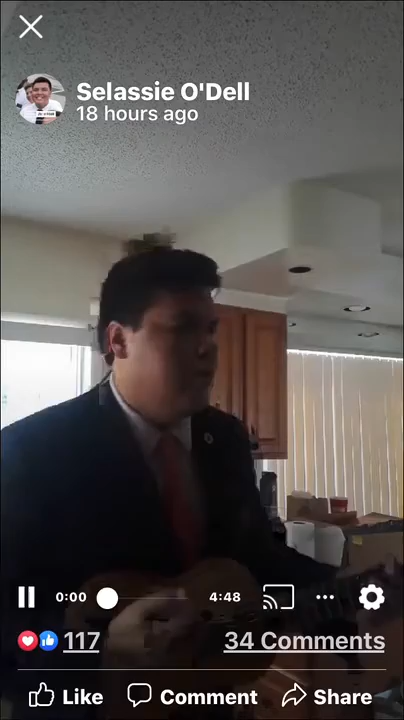 Selassie O'Dell
18 hours ago
0:00
4:48
117
34 Comments
Like
Comment
Share